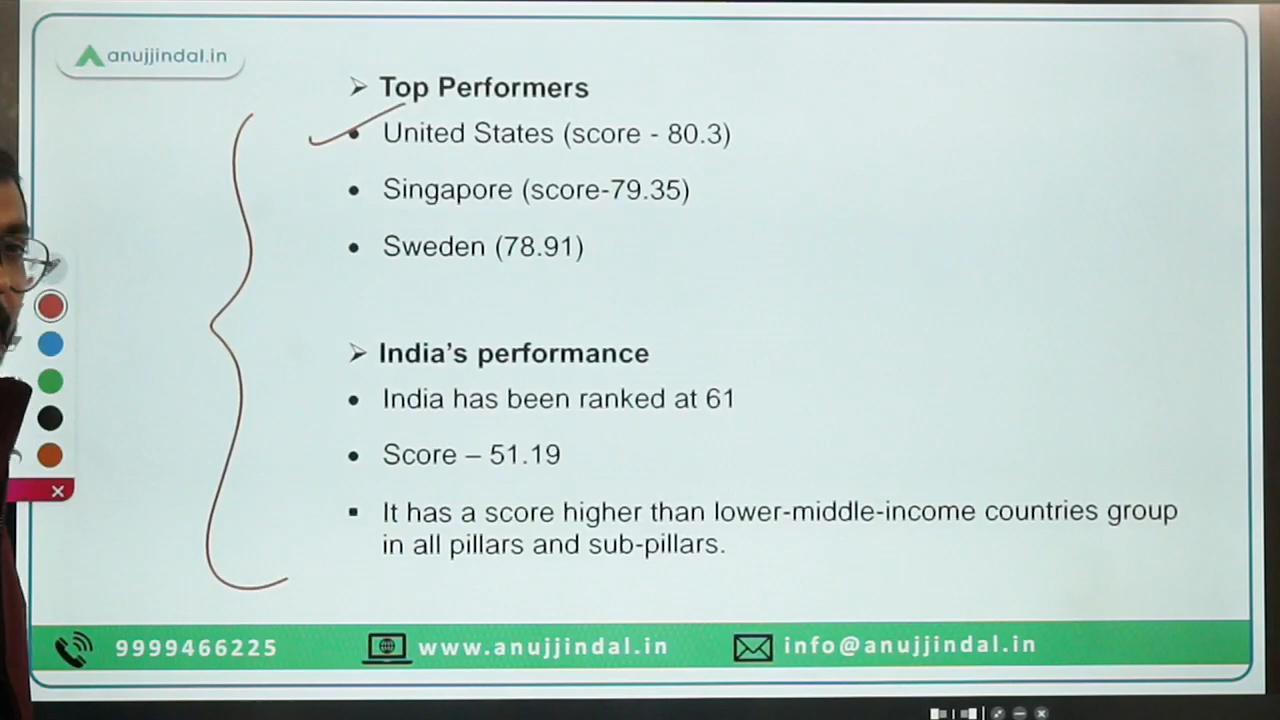 anujjindal.in
➢ Top Performers
• United States (score - 80.3)
• Singapore (score-79.35)
• Sweden (78.91)
➢ India's performance
• India has been ranked at 61
• Score – 51.19
▪ It has a score higher than lower-middle-income countries group
in all pillars and sub-pillars.
9999466225 www.anujjindal.in info@anujjindal.in